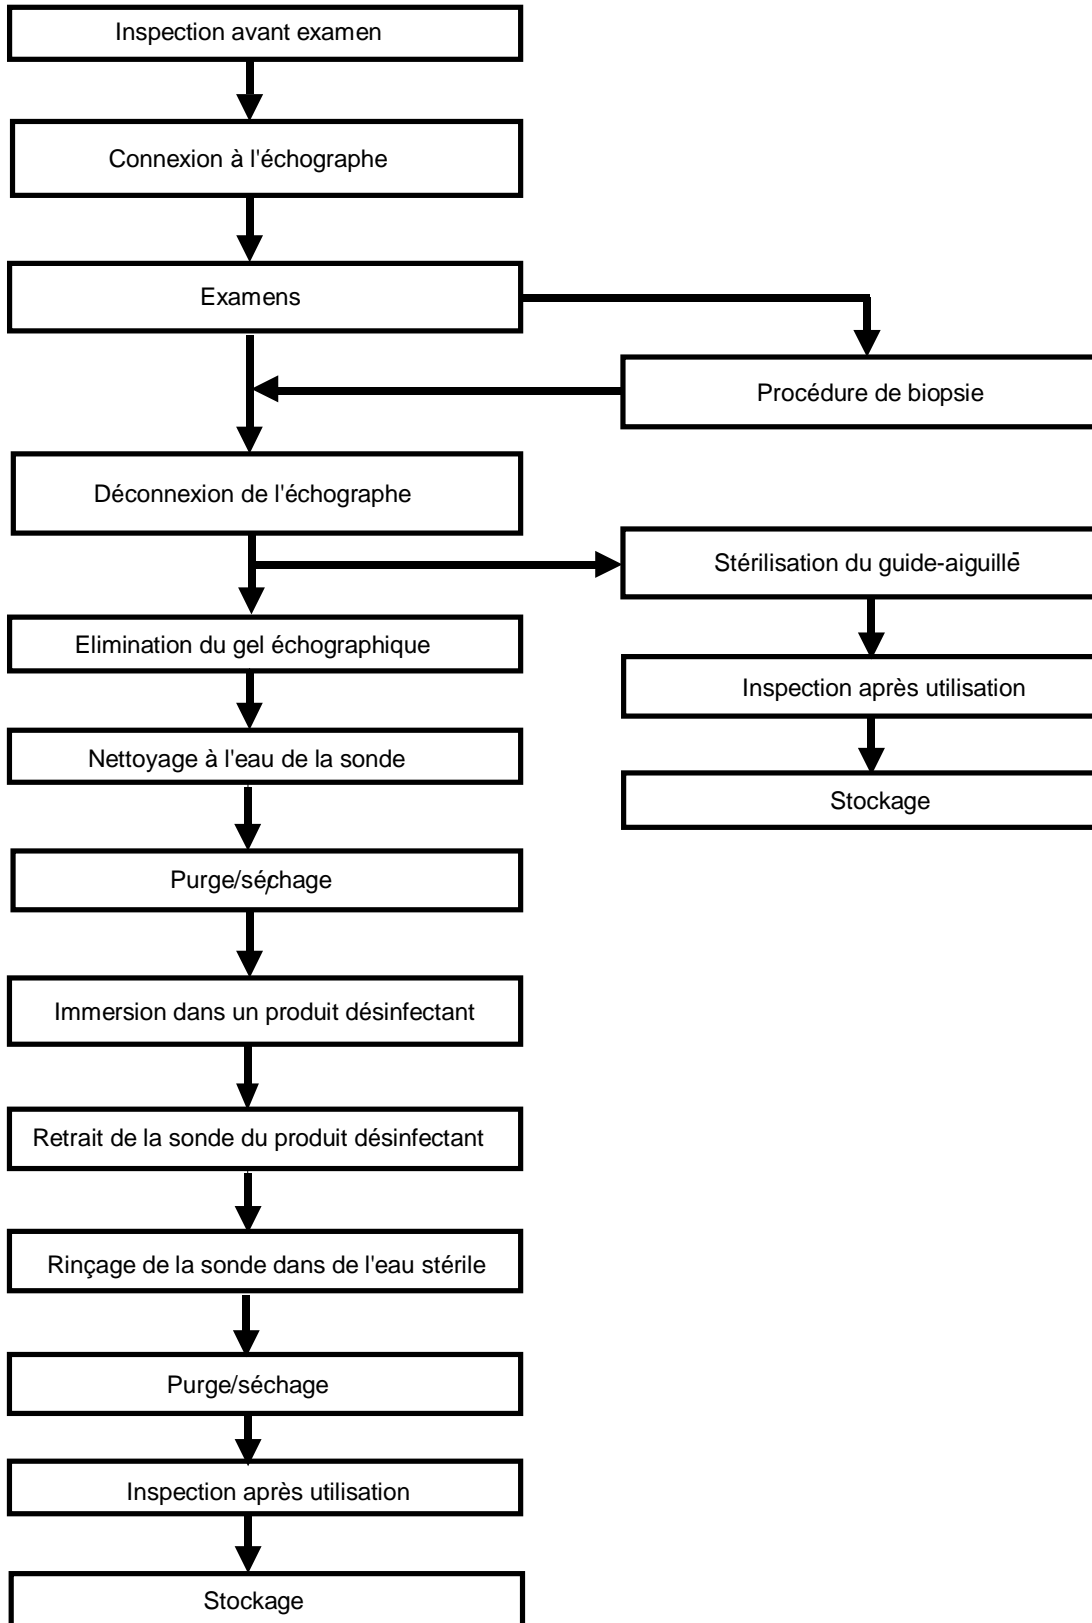 Inspection avant examen
Connexion à l'échographe
Examens
Procédure de biopsie
Déconnexion de l'échographe
Stérilisation du guide-aiguille
Elimination du gel échographique
Inspection après utilisation
Nettoyage à l'eau de la sonde
Stockage
Purge/séchage
Immersion dans un produit désinfectant
Retrait de la sonde du produit désinfectant
Rinçage de la sonde dans de l'eau stérile
Purge/séchage
Inspection après utilisation
Stockage